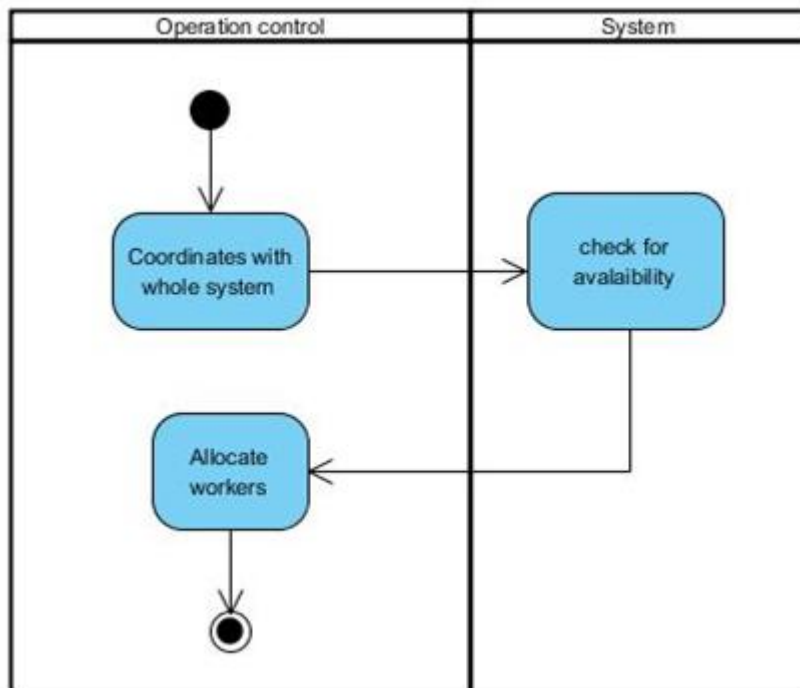 Operation control
System
Coordinates with
whole system
check for
avalaibility
Allocate
workers